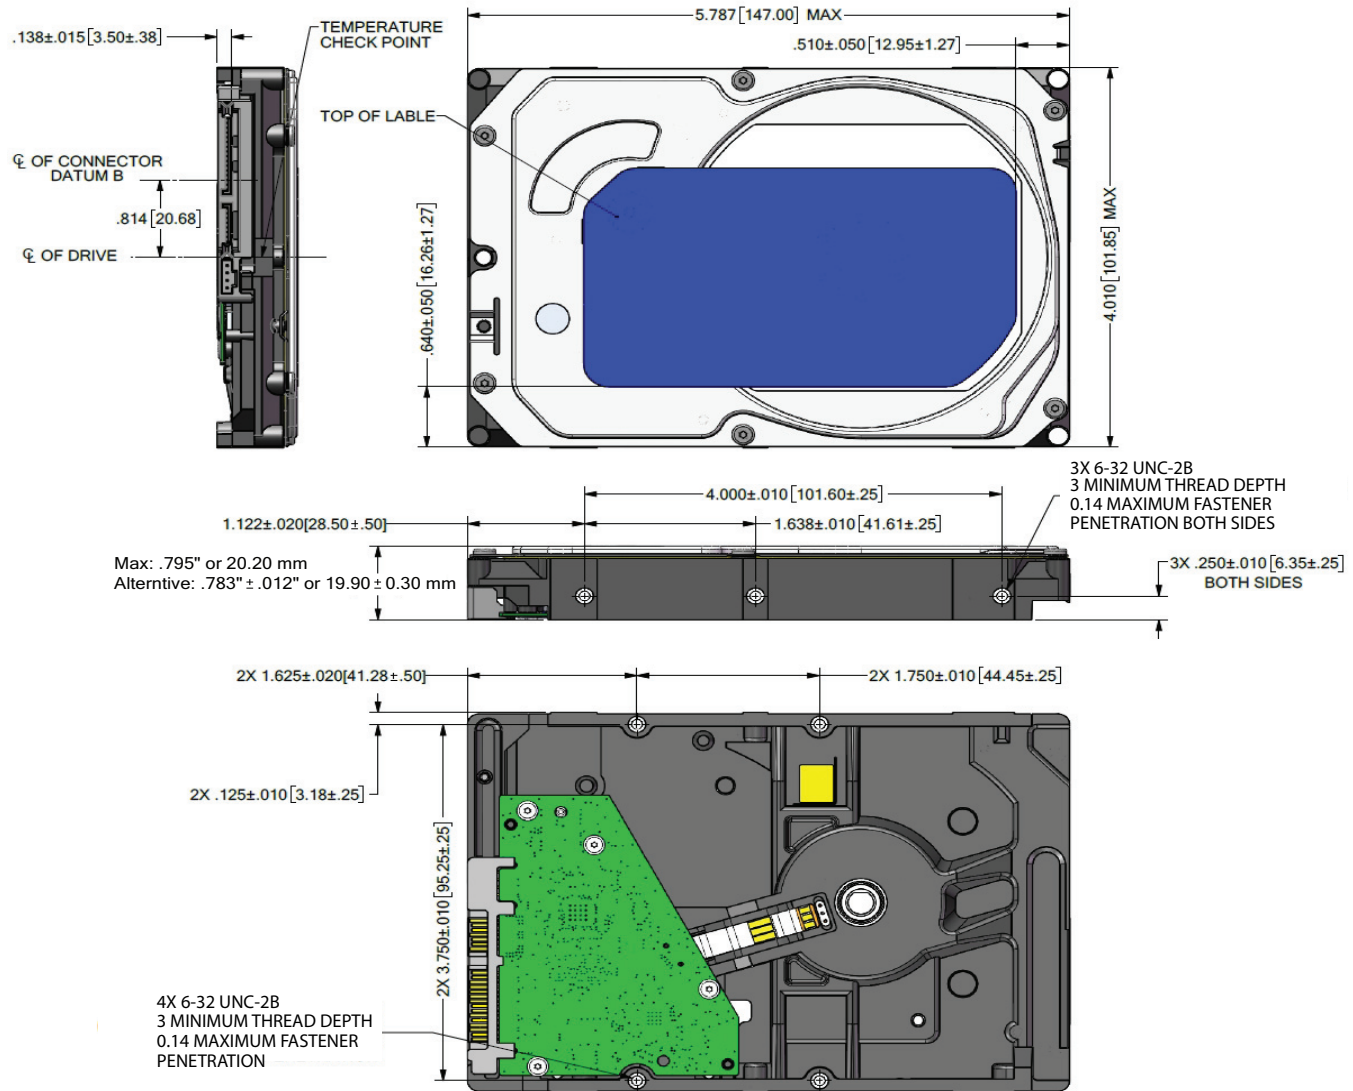 5.787[147.00] MAX
.138±.015[3.50±.38]
TEMPERATURE
CHECK POINT
.510±.050[12.95±1.27]
TOP OF LABLE
℄ OF CONNECTOR
DATUM B
.814[20.68]
℄ OF DRIVE
.640±.050[16.26±1.27]
4.010[101.85] MAX
3X 6-32 UNC-2B
3 MINIMUM THREAD DEPTH
0.14 MAXIMUM FASTENER
PENETRATION BOTH SIDES
4.000±.010[101.60±.25]
1.122±.020[28.50±.50]
1.638±.010[41.61±.25]
Max: .795" or 20.20 mm
Alterntive: .783" ± .012" or 19.90 ± 0.30 mm
3X .250±.010[6.35±.25]
BOTH SIDES
2X 1.625±.020[41.28±.50]
2X 1.750±.010[44.45±.25]
2X .125±.010[3.18±.25]
2X 3.750±.010[95.25±.25]
4X 6-32 UNC-2B
3 MINIMUM THREAD DEPTH
0.14 MAXIMUM FASTENER
PENETRATION